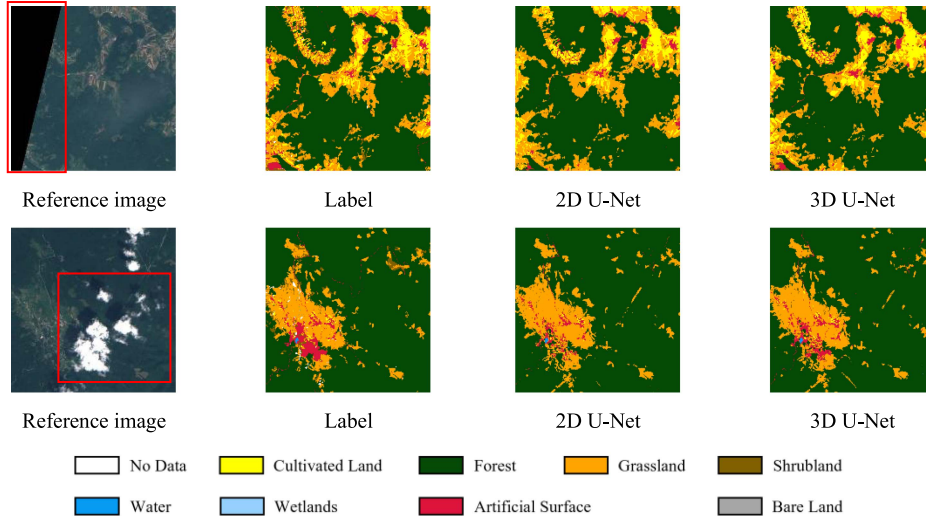 Reference image Label 2D U-Net 3D U-Net
Reference image Label 2D U-Net 3D U-Net
No Data Cultivated Land Forest Grassland Shrubland
Water Wetlands Artificial Surface Bare Land